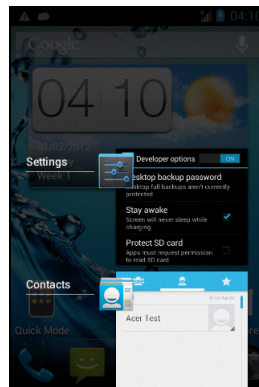 04:10
Google
04 10
01/02/2012
Week 1
Settings
Developer options ON
Desktop backup password
Desktop full backups aren't currently
protected
Stay awake
Screen will never sleep while
charging
Protect SD card
Apps must request permission
to read SD card
Contacts
Acer Test
Quick Mode